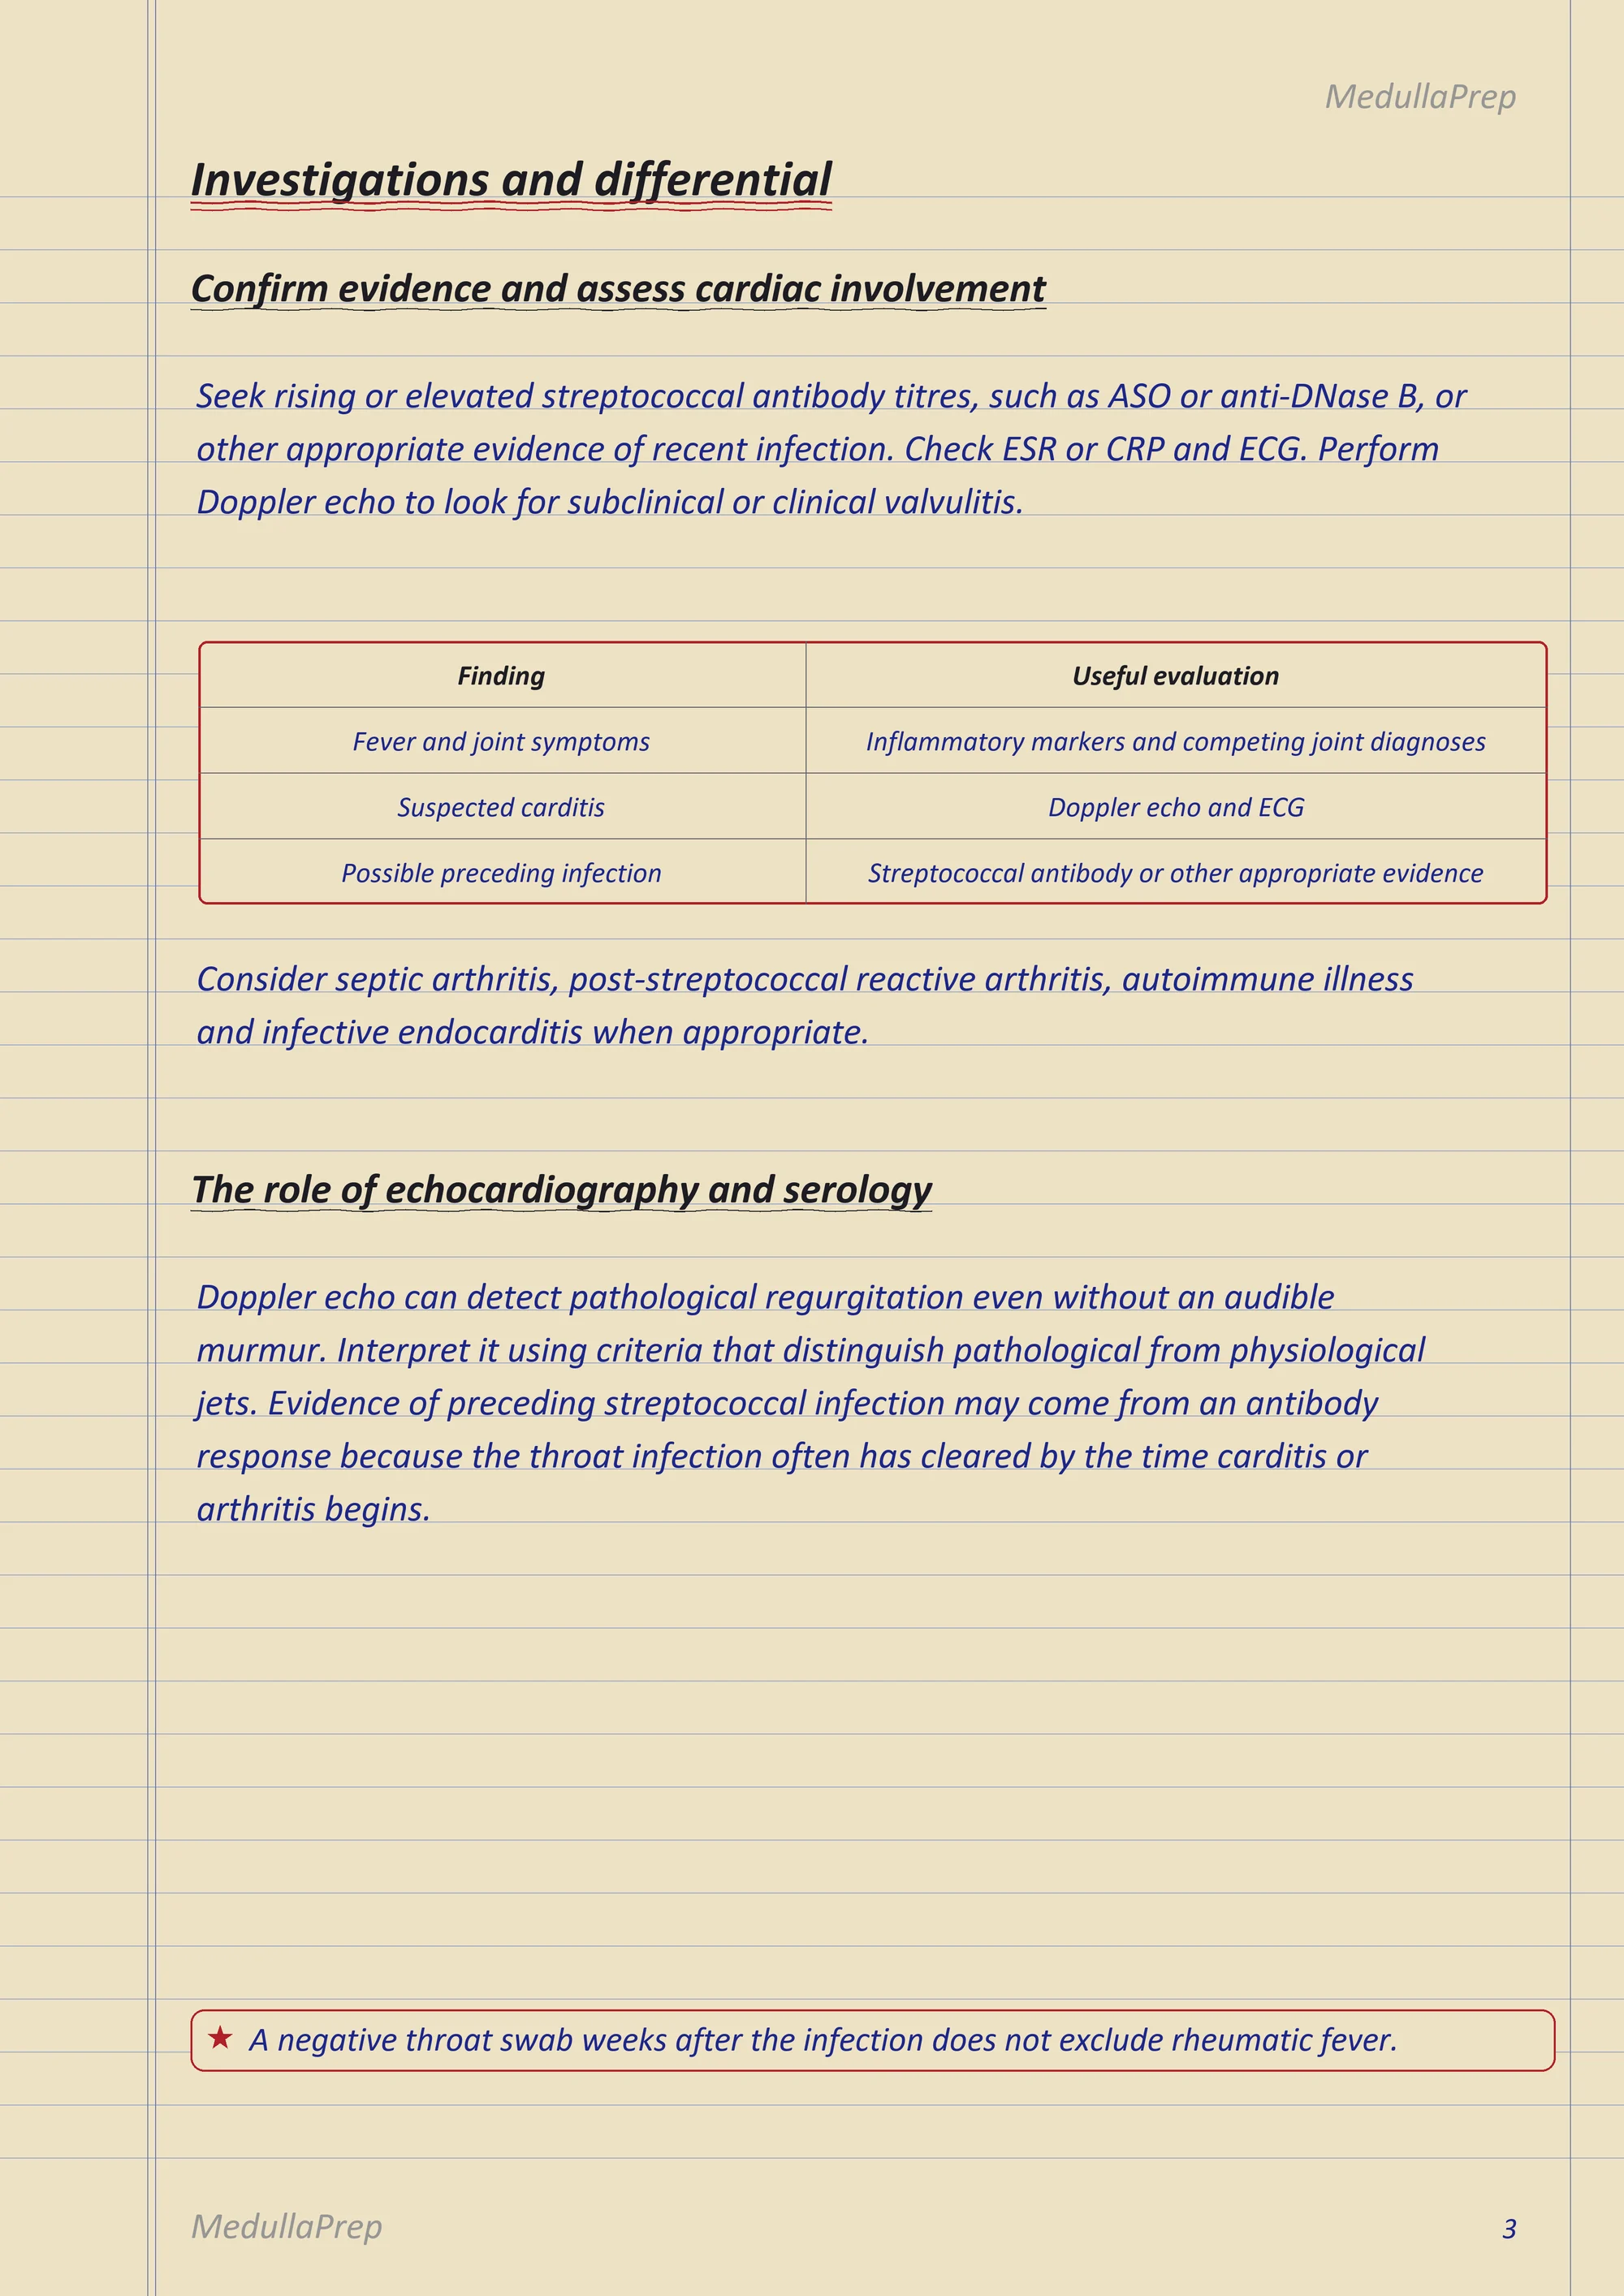 MedullaPrep
Investigations and differential
Confirm evidence and assess cardiac involvement
Seek rising or elevated streptococcal antibody titres, such as ASO or anti-DNase B, or
other appropriate evidence of recent infection. Check ESR or CRP and ECG. Perform
Doppler echo to look for subclinical or clinical valvulitis.
Finding Useful evaluation
Fever and joint symptoms Inflammatory markers and competing joint diagnoses
Suspected carditis Doppler echo and ECG
Possible preceding infection Streptococcal antibody or other appropriate evidence
Consider septic arthritis, post-streptococcal reactive arthritis, autoimmune illness
and infective endocarditis when appropriate.
The role of echocardiography and serology
Doppler echo can detect pathological regurgitation even without an audible
murmur. Interpret it using criteria that distinguish pathological from physiological
jets. Evidence of preceding streptococcal infection may come from an antibody
response because the throat infection often has cleared by the time carditis or
arthritis begins.
★ A negative throat swab weeks after the infection does not exclude rheumatic fever.
MedullaPrep 3